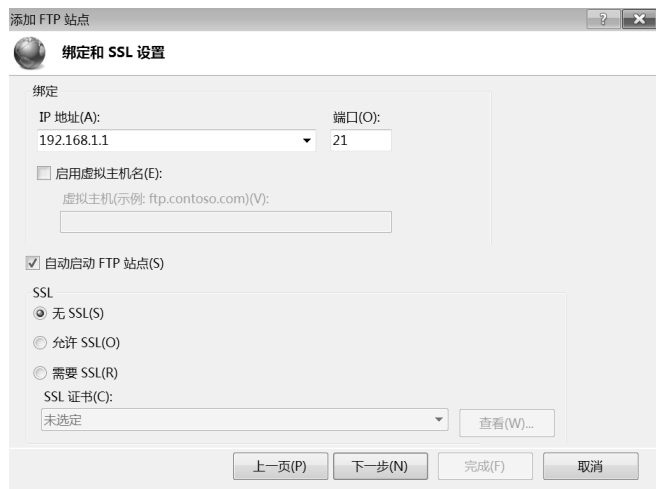 添加 FTP 站点
绑定和 SSL 设置
绑定
IP 地址(A): 端口(O):
192.168.1.1 21
启用虚拟主机名(E):
虚拟主机(示例: ftp.contoso.com)(V):
自动启动 FTP 站点(S)
SSL
无 SSL(S)
允许 SSL(O)
需要 SSL(R)
SSL 证书(C):
未选定 查看(W)...
上一页(P) 下一步(N) 完成(F) 取消